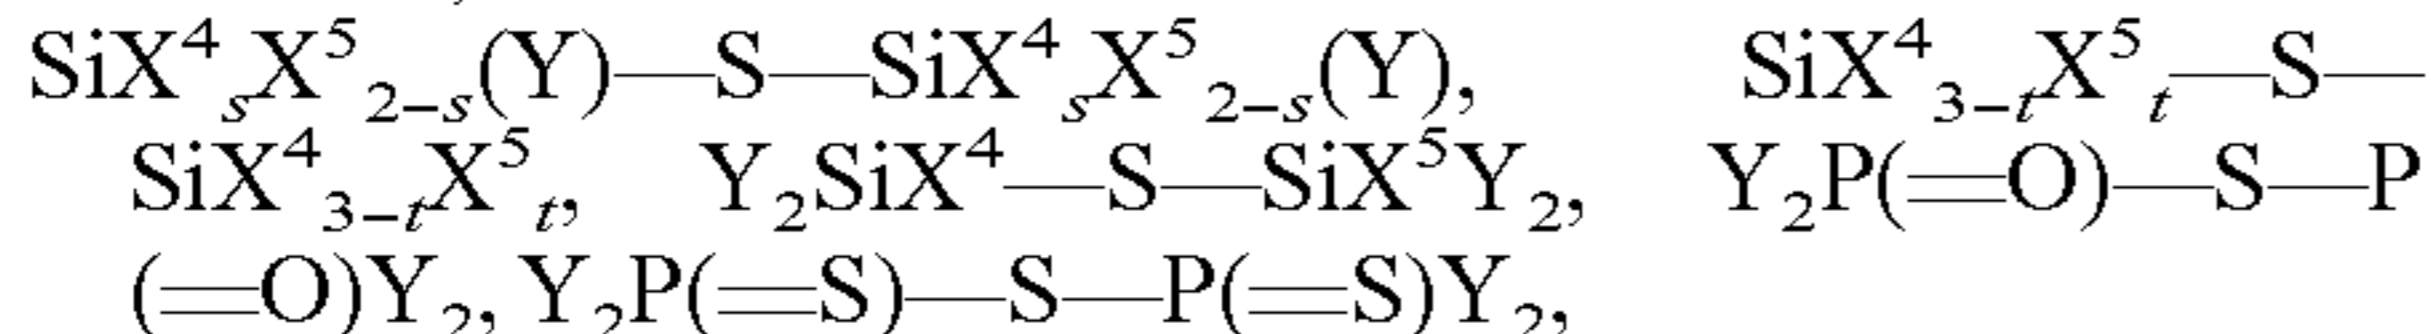 SiX⁴ₛX⁵₂₋ₛ(Y)—S—SiX⁴ₛX⁵₂₋ₛ(Y), SiX⁴₃₋ₜX⁵ₜ—S—
SiX⁴₃₋ₜX⁵ₜ, Y₂SiX⁴—S—SiX⁵Y₂, Y₂P(═O)—S—P
(═O)Y₂, Y₂P(═S)—S—P(═S)Y₂,